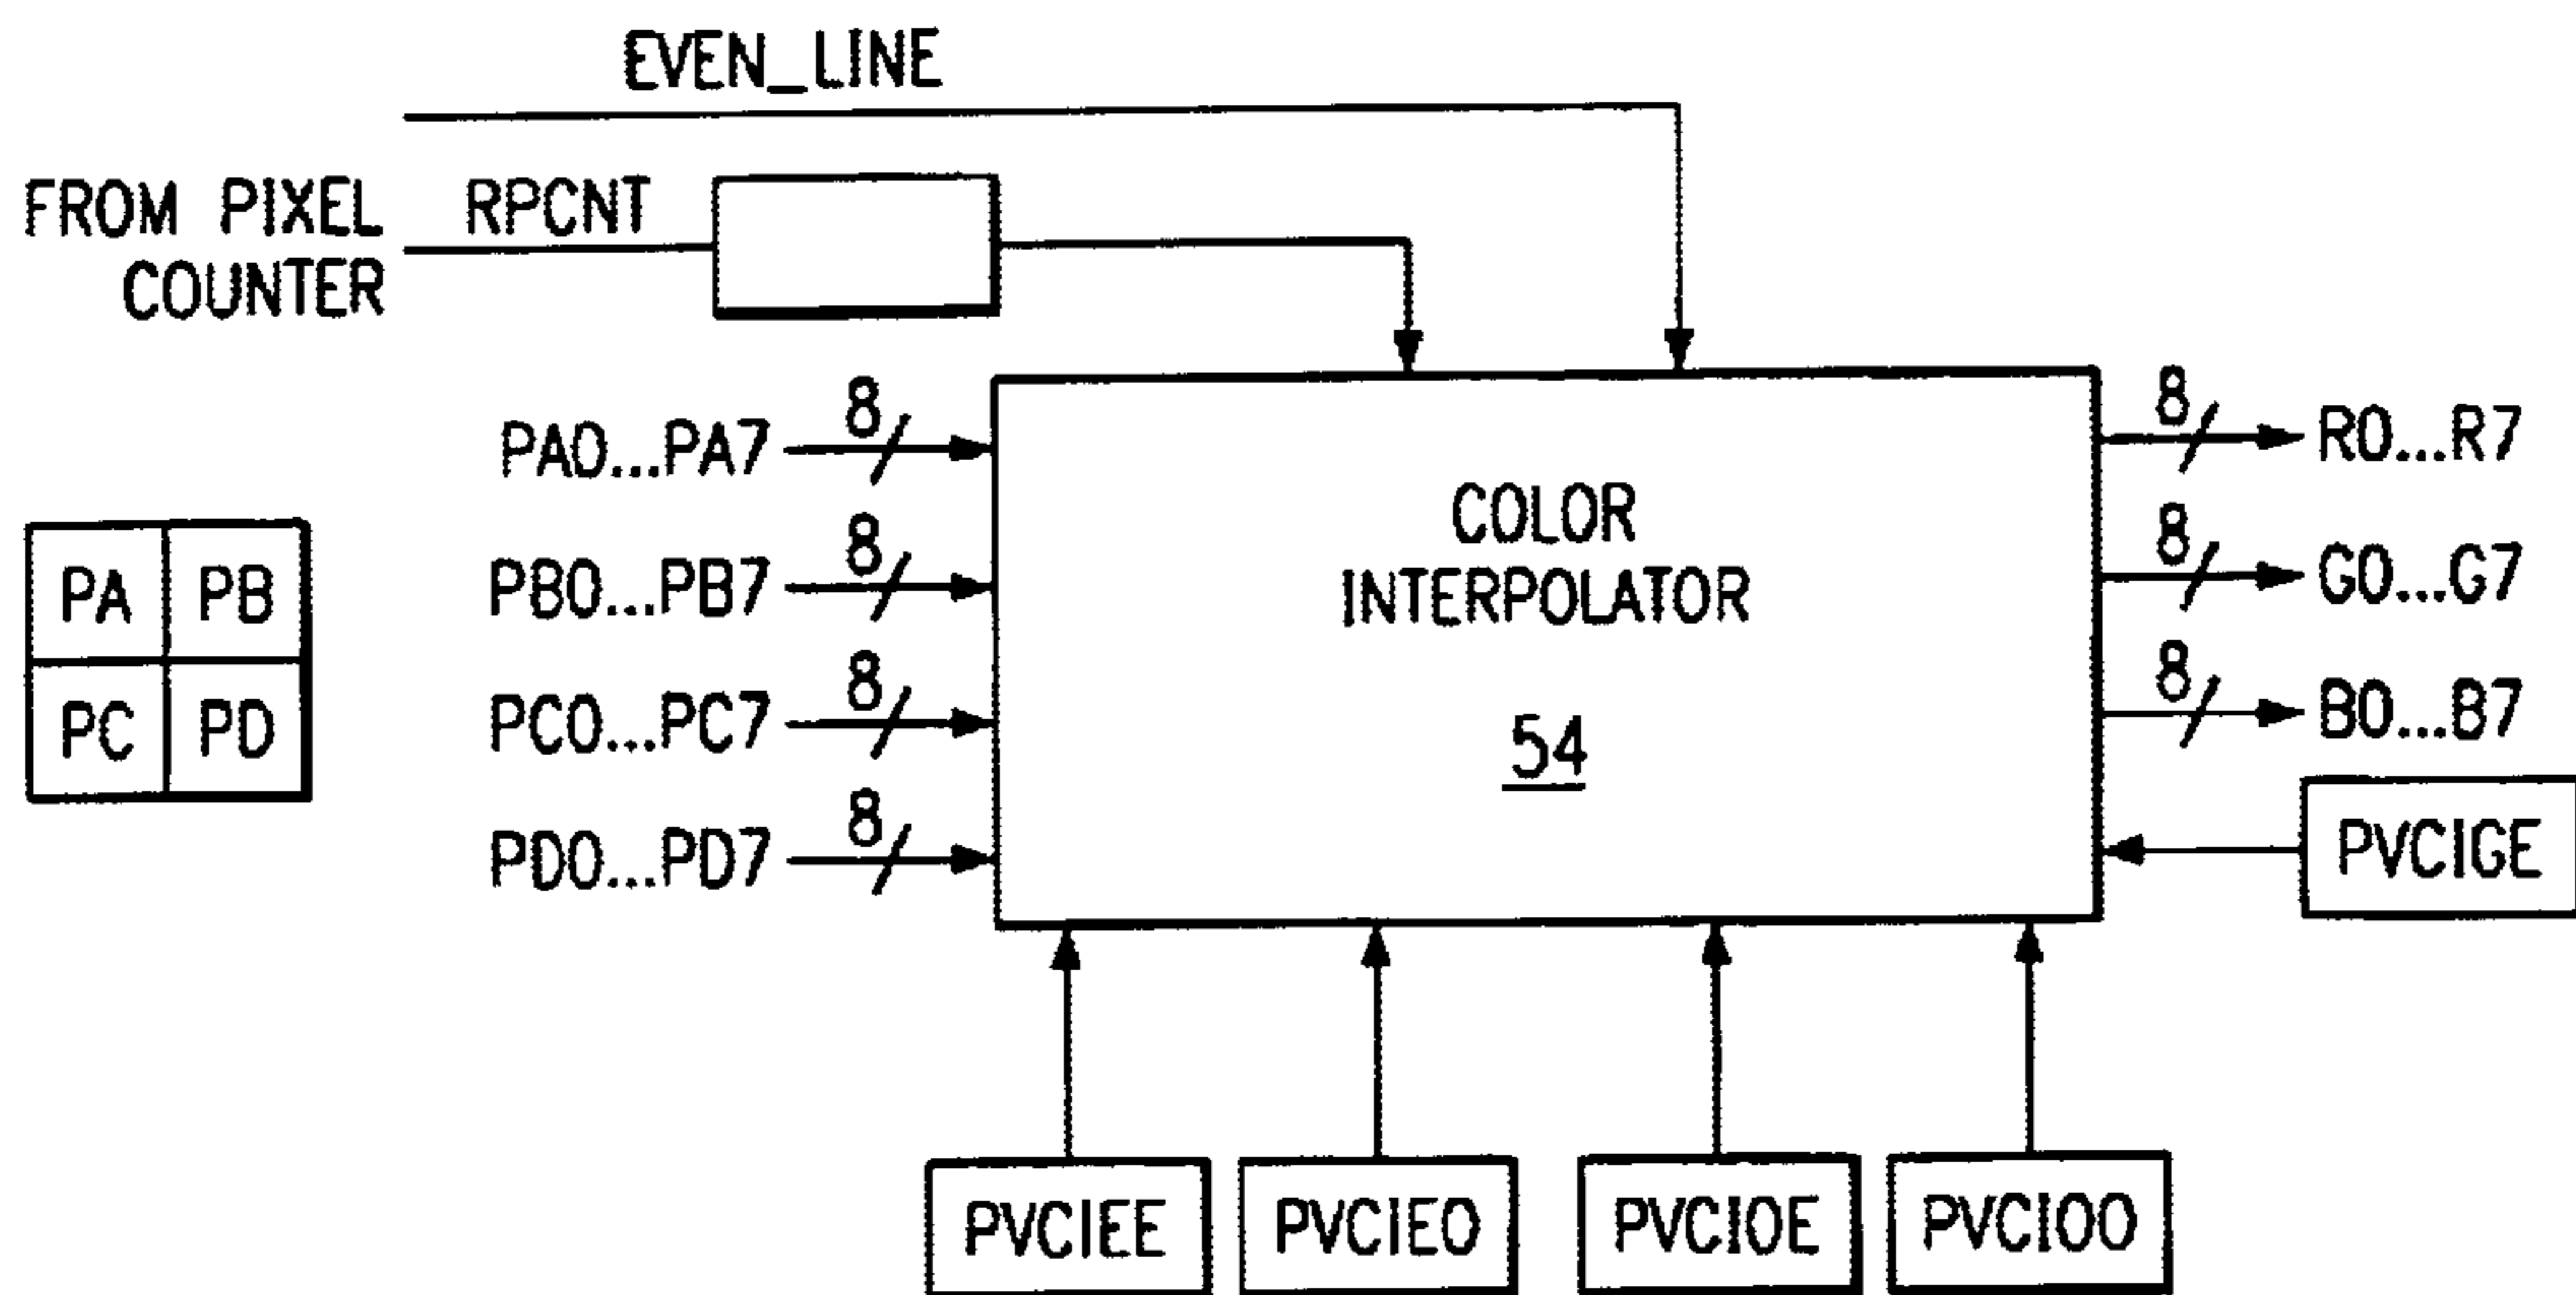 EVEN_LINE
FROM PIXEL COUNTER
RPCNT
PA PB
PC PD
PA0...PA7
8
PB0...PB7
8
PC0...PC7
8
PD0...PD7
8
COLOR
INTERPOLATOR
54
8
R0...R7
8
G0...G7
8
B0...B7
PVCIGE
PVCIEE
PVCIEO
PVCIOE
PVCIOO